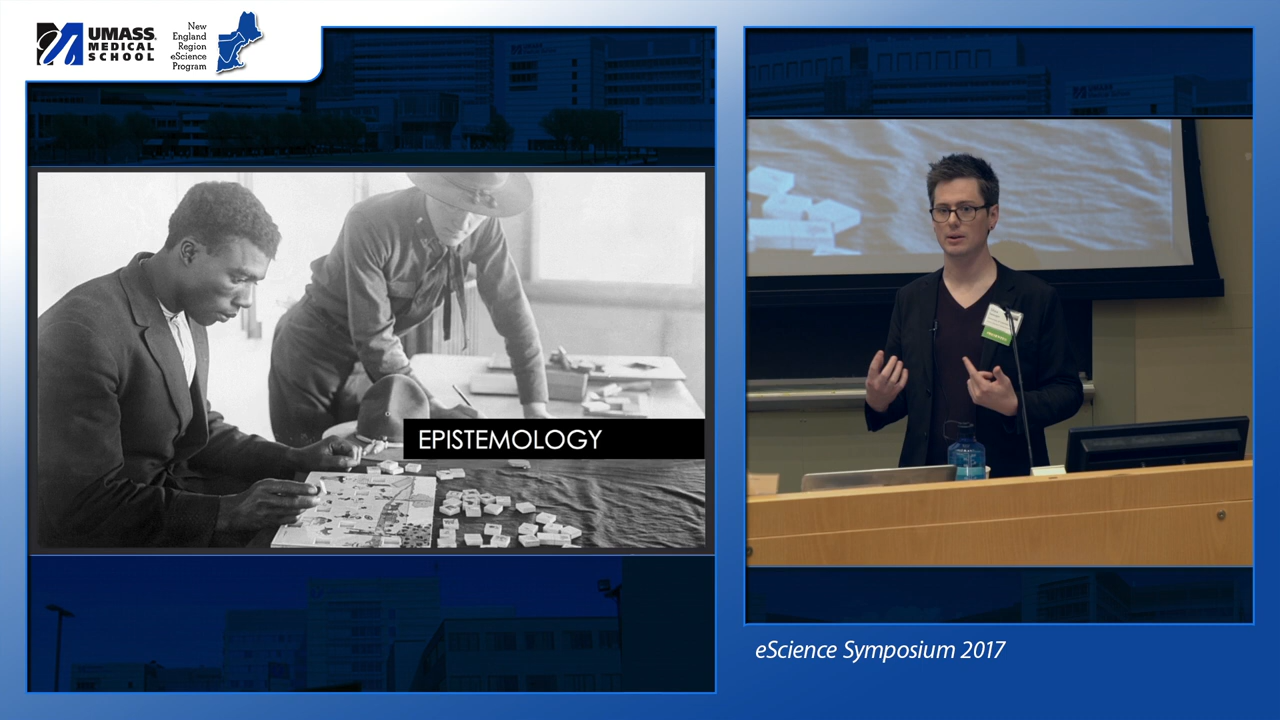 UMASS
MEDICAL
SCHOOL
New
England
Region
eScience
Program
EPISTEMOLOGY
eScience Symposium 2017